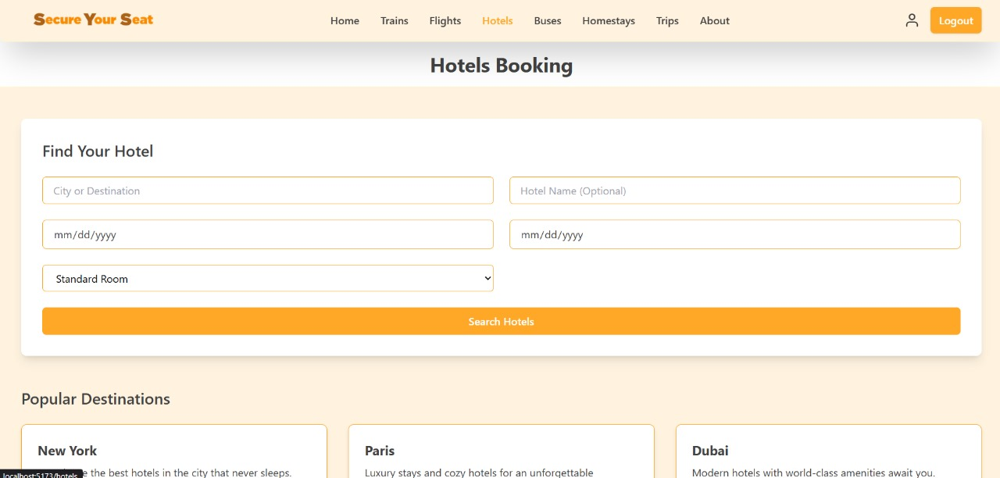 Secure Your Seat
Home Trains Flights Hotels Buses Homestays Trips About
Logout
Hotels Booking
Find Your Hotel
City or Destination
Hotel Name (Optional)
mm/dd/yyyy
mm/dd/yyyy
Standard Room
Search Hotels
Popular Destinations
New York
the best hotels in the city that never sleeps.
Paris
Luxury stays and cozy hotels for an unforgettable
Dubai
Modern hotels with world-class amenities await you.
localhost:5173/hotels